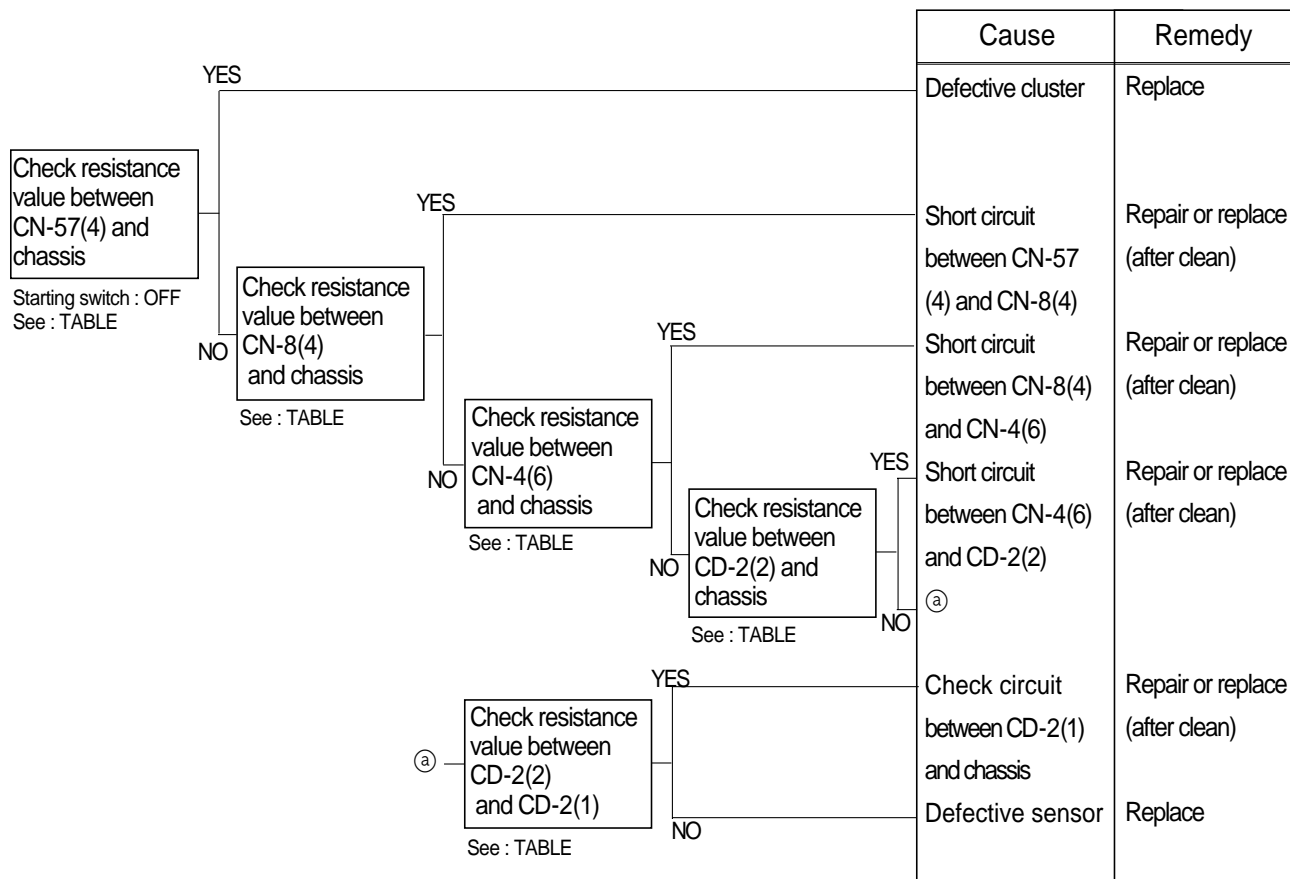 Cause Remedy
YES
Defective cluster Replace
Check resistance
value between
CN-57(4) and
chassis
Starting switch : OFF
See : TABLE
YES
Short circuit Repair or replace
between CN-57 (after clean)
(4) and CN-8(4)
NO
Check resistance
value between
CN-8(4)
and chassis
See : TABLE
YES
Short circuit Repair or replace
between CN-8(4) (after clean)
and CN-4(6)
NO
Check resistance
value between
CN-4(6)
and chassis
See : TABLE
YES
Short circuit Repair or replace
between CN-4(6) (after clean)
and CD-2(2)
NO
Check resistance
value between
CD-2(2) and
chassis
See : TABLE
NO
ⓐ
ⓐ
Check resistance
value between
CD-2(2)
and CD-2(1)
See : TABLE
YES
Check circuit Repair or replace
between CD-2(1) (after clean)
and chassis
NO
Defective sensor Replace